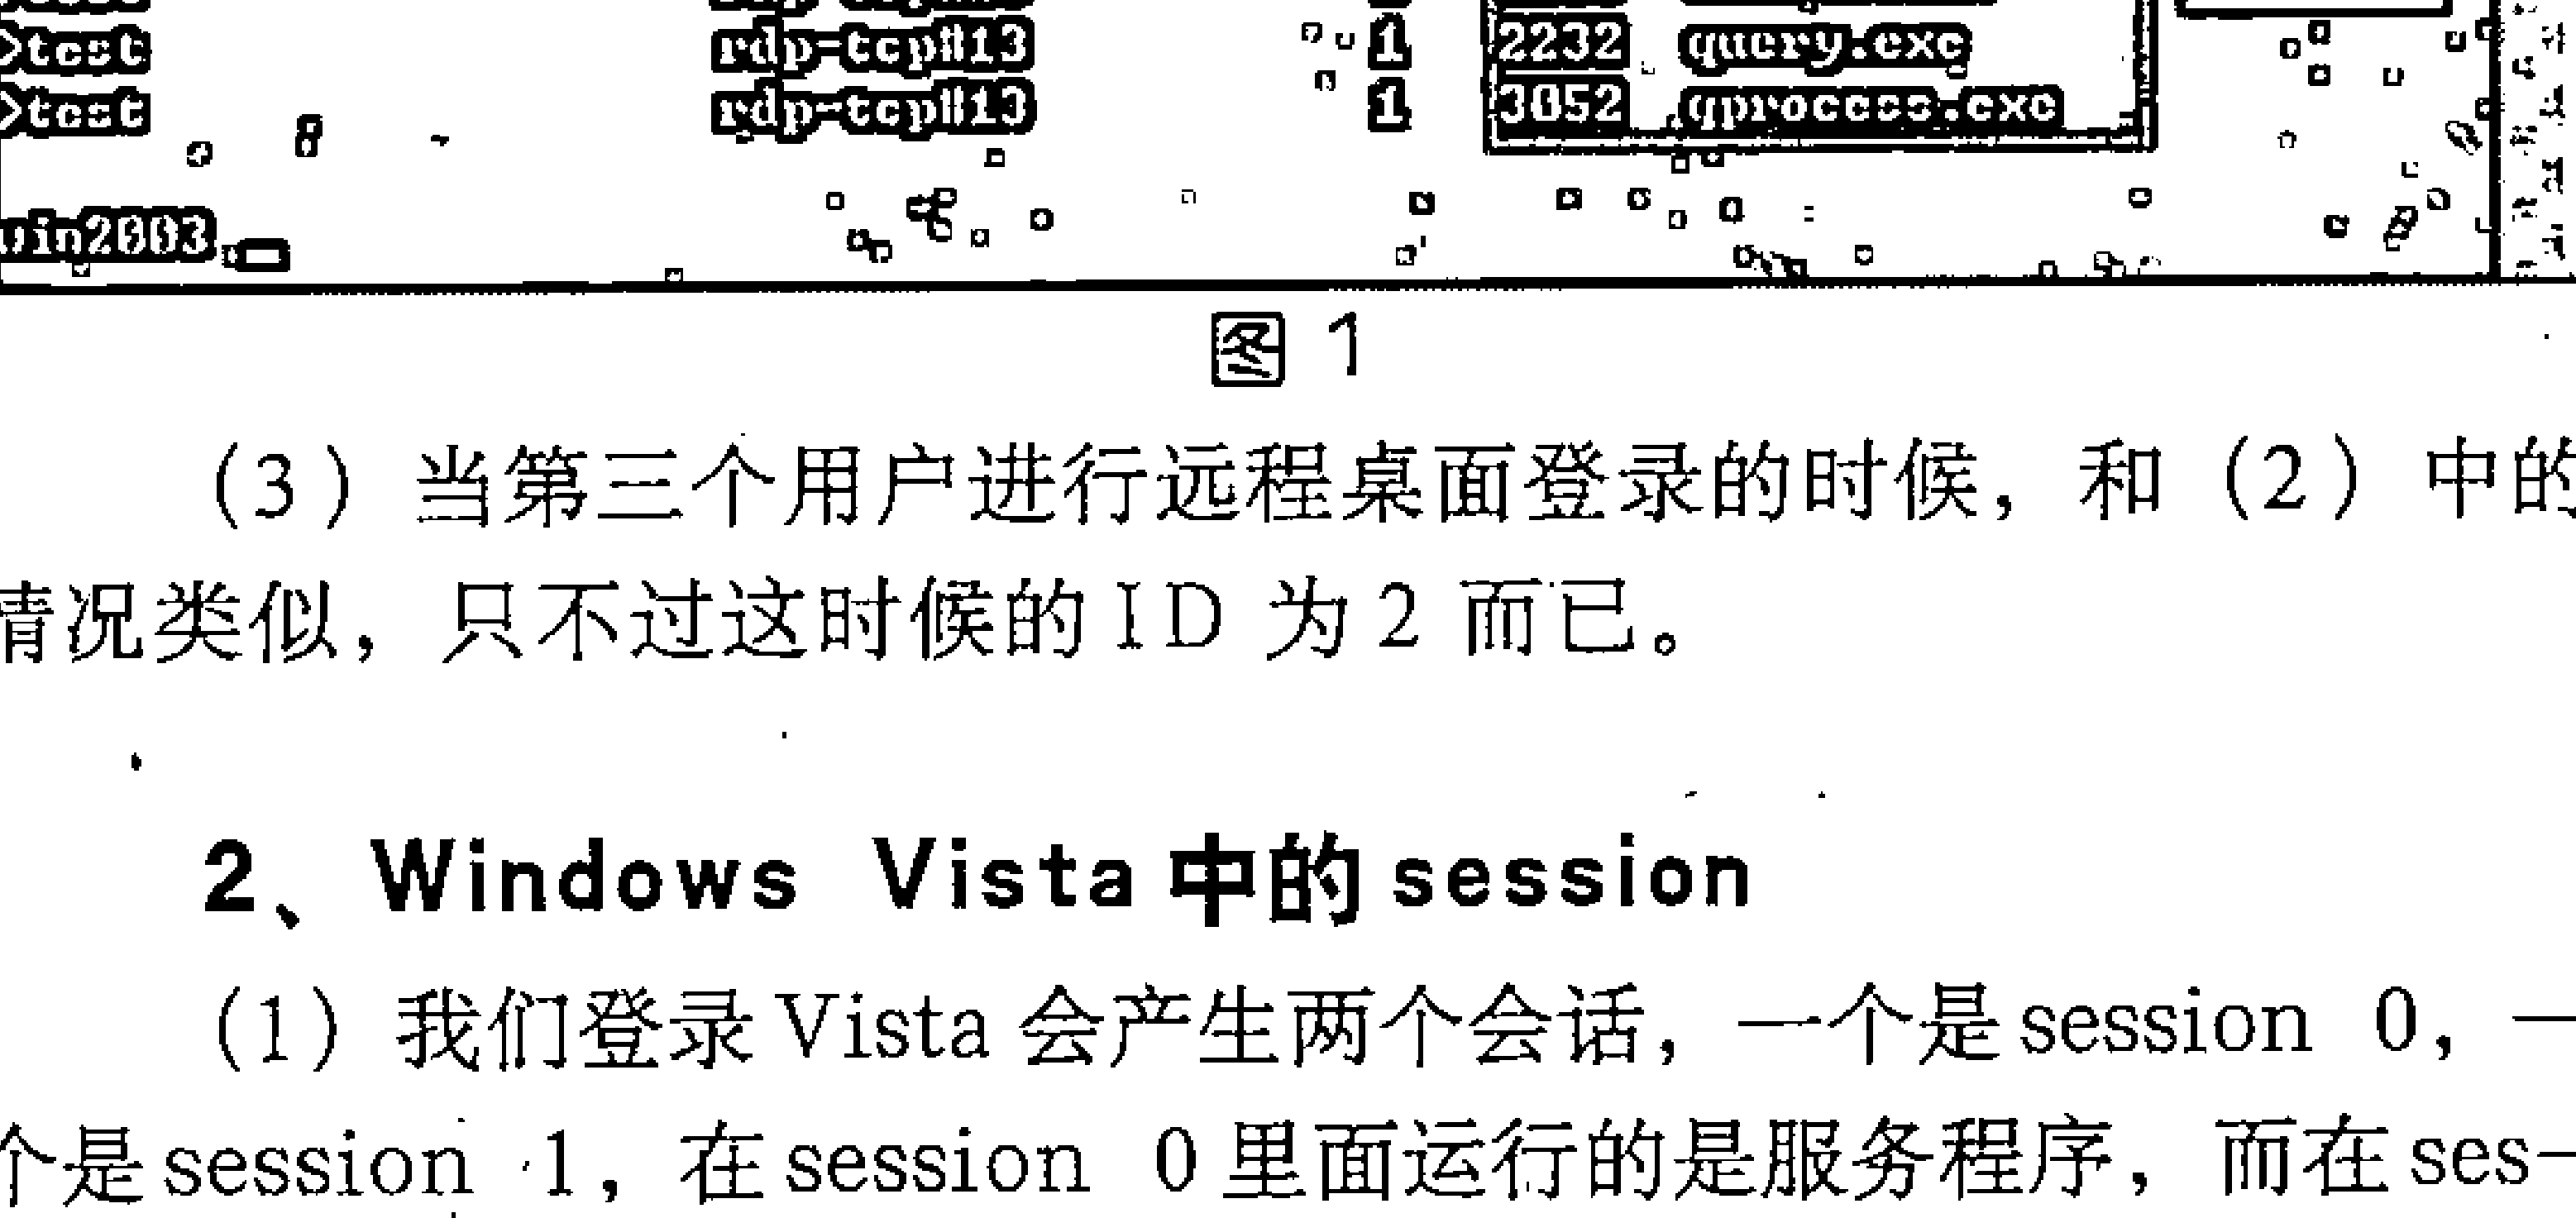 >test rdp-tcp#13 1 2232 query.exe
>test rdp-tcp#13 1 3052 qprocess.exe
win2003
图 1
(3) 当第三个用户进行远程桌面登录的时候, 和 (2) 中的
情况类似, 只不过这时候的 ID 为 2 而已。
2、Windows Vista 中的 session
(1) 我们登录 Vista 会产生两个会话, 一个是 session 0, 一
个是 session 1, 在 session 0 里面运行的是服务程序, 而在 ses-